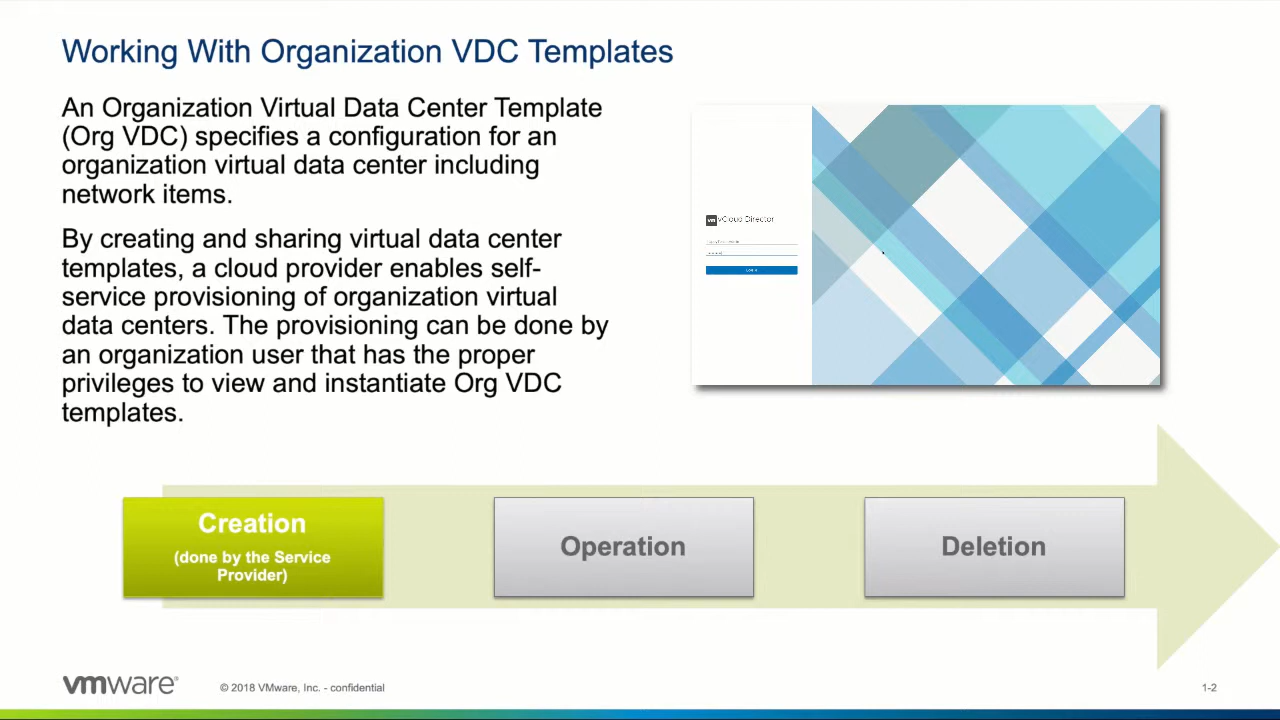 Working With Organization VDC Templates
An Organization Virtual Data Center Template
(Org VDC) specifies a configuration for an
organization virtual data center including
network items.
By creating and sharing virtual data center
templates, a cloud provider enables self-
service provisioning of organization virtual
data centers. The provisioning can be done by
an organization user that has the proper
privileges to view and instantiate Org VDC
templates.
vm vCloud Director
Creation
(done by the Service
Provider)
Operation
Deletion
vmware®
© 2018 VMware, Inc. - confidential
1-2